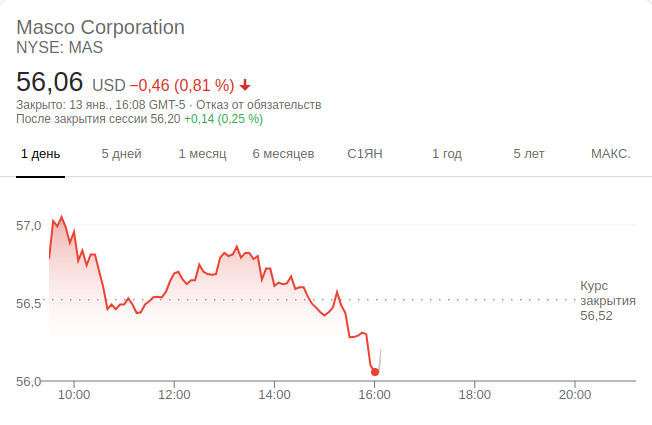 Masco Corporation
NYSE: MAS
56,06 USD −0,46 (0,81 %)
Закрыто: 13 янв., 16:08 GMT-5 · Отказ от обязательств
После закрытия сессии 56,20 +0,14 (0,25 %)
1 день 5 дней 1 месяц 6 месяцев С1ЯН 1 год 5 лет МАКС.
57,0
56,5
56,0
Курс
закрытия
56,52
10:00 12:00 14:00 16:00 18:00 20:00